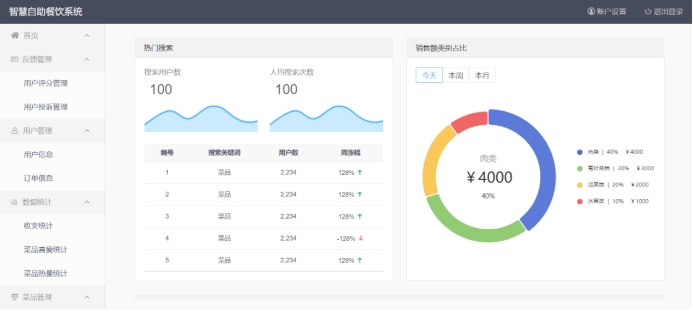 智慧自助餐饮系统
账户设置 退出登录
首页
反馈管理
用户评分管理
用户投诉管理
用户管理
用户信息
订单信息
数据统计
收支统计
菜品喜爱统计
菜品热量统计
菜品管理
热门搜索
搜索用户数 人均搜索次数
100 100
编号 搜索关键词 用户数 周涨幅
1 菜品 2,234 128%
2 菜品 2,234 128%
3 菜品 2,234 128%
4 菜品 2,234 -128%
5 菜品 2,234 128%
销售额类别占比
今天 本周 本月
肉类
￥4000
40%
肉类 | 40% ￥4000
| 30% ￥3000
瓜果类 | 20% ￥2000
水果类 | 10% ￥1000